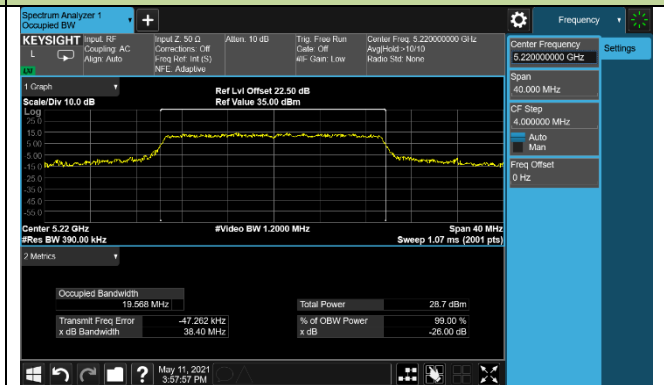 Spectrum Analyzer 1
Occupied BW
+
KEYSIGHT Input: RF
L Coupling: AC
Align: Auto
LW
Input Z: 50 Ω
Corrections: Off
Freq Ref: Int (S)
NFE: Adaptive
Atten: 10 dB
Trig: Free Run
Gate: Off
#IF Gain: Low
Center Freq: 5.220000000 GHz
Avg|Hold:>10/10
Radio Std: None
1 Graph
Scale/Div 10.0 dB
Ref Lvl Offset 22.50 dB
Ref Value 35.00 dBm
Log
25.0
15.0
5.00
-5.00
-15.0
-25.0
-35.0
-45.0
-55.0
Center 5.22 GHz
#Video BW 1.2000 MHz
Span 40 MHz
#Res BW 390.00 kHz
Sweep 1.07 ms (2001 pts)
2 Metrics
Occupied Bandwidth
19.568 MHz
Total Power 28.7 dBm
Transmit Freq Error -47.262 kHz
% of OBW Power 99.00 %
x dB Bandwidth 38.40 MHz
x dB -26.00 dB
?
May 11, 2021
3:57:57 PM
Frequency
Settings
Center Frequency
5.220000000 GHz
Span
40.000 MHz
CF Step
4.000000 MHz
Auto
Man
Freq Offset
0 Hz